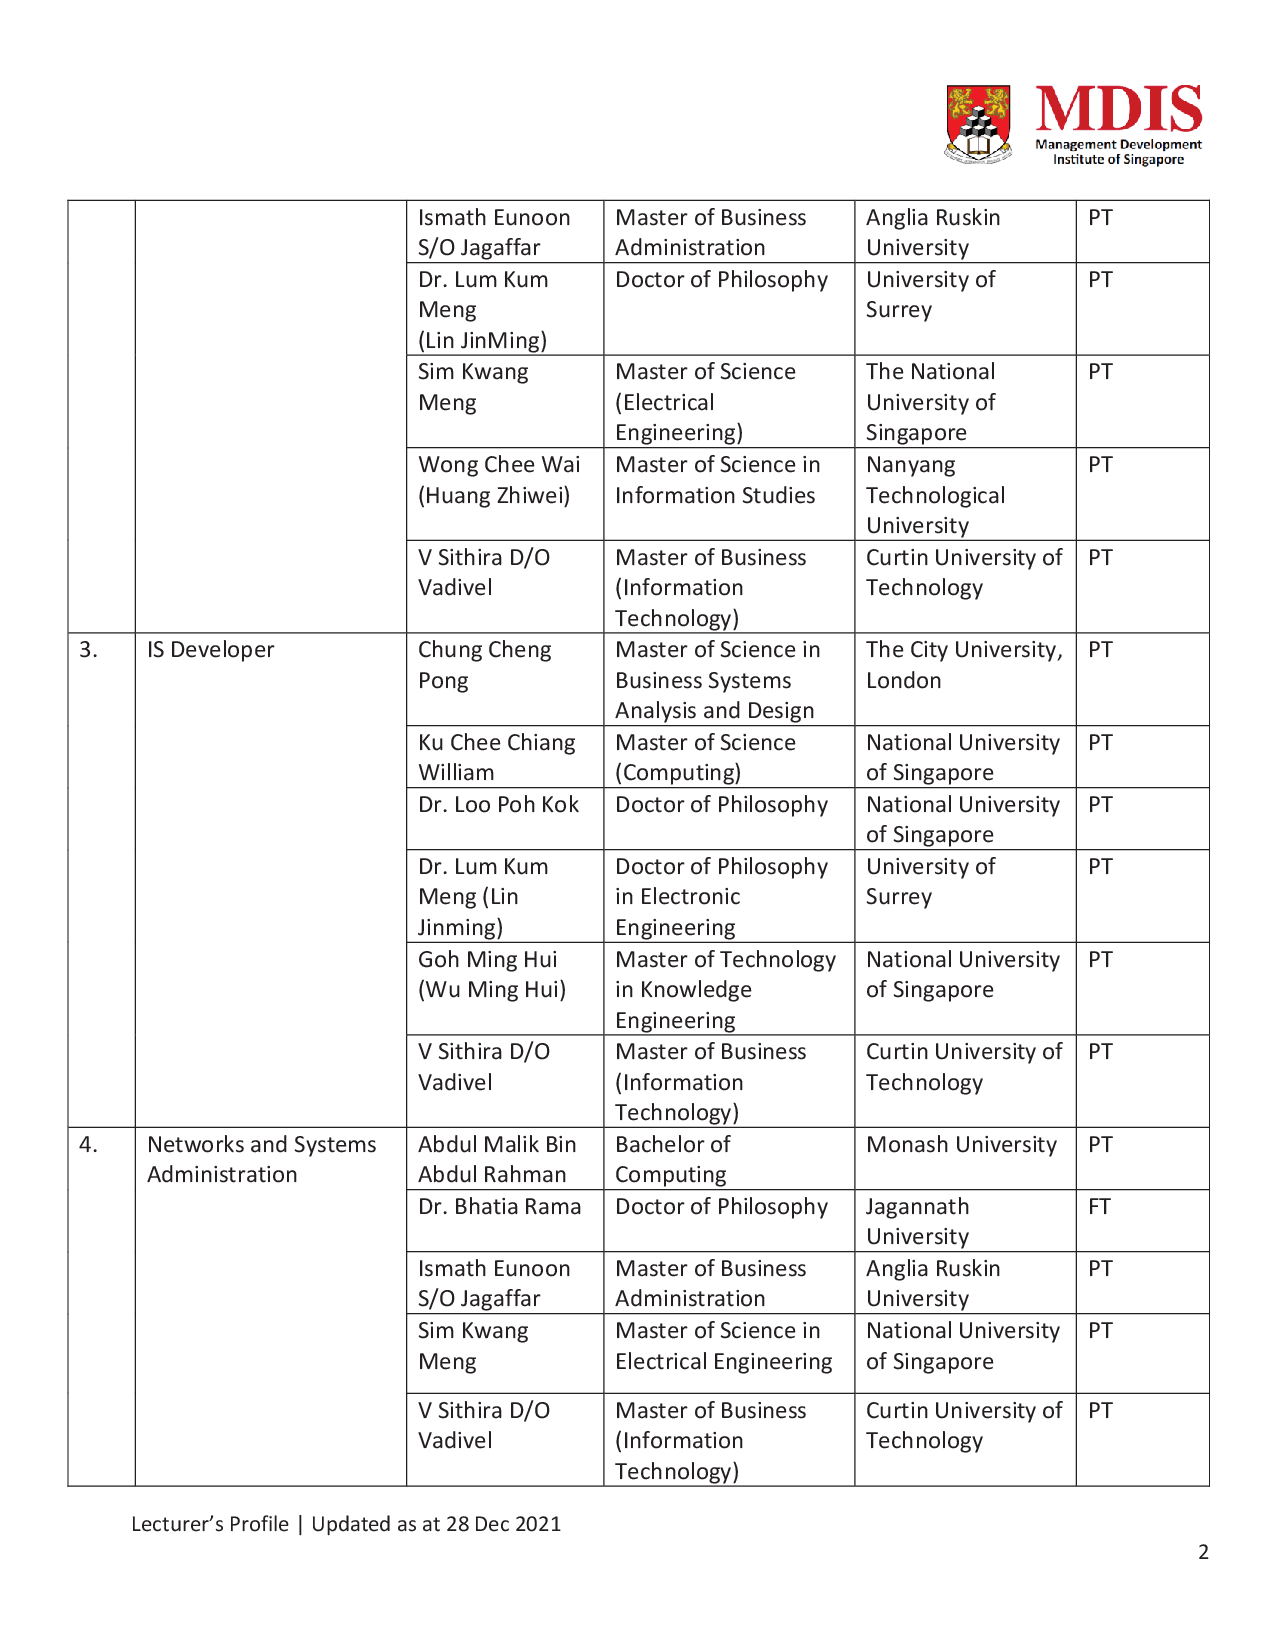 MDIS
Management Development
Institute of Singapore
Ismath Eunoon
S/O Jagaffar
Master of Business
Administration
Anglia Ruskin
University
PT
Dr. Lum Kum
Meng
(Lin JinMing)
Doctor of Philosophy
University of
Surrey
PT
Sim Kwang
Meng
Master of Science
(Electrical
Engineering)
The National
University of
Singapore
PT
Wong Chee Wai
(Huang Zhiwei)
Master of Science in
Information Studies
Nanyang
Technological
University
PT
V Sithira D/O
Vadivel
Master of Business
(Information
Technology)
Curtin University of
Technology
PT
3.
IS Developer
Chung Cheng
Pong
Master of Science in
Business Systems
Analysis and Design
The City University,
London
PT
Ku Chee Chiang
William
Master of Science
(Computing)
National University
of Singapore
PT
Dr. Loo Poh Kok
Doctor of Philosophy
National University
of Singapore
PT
Dr. Lum Kum
Meng (Lin
Jinming)
Doctor of Philosophy
in Electronic
Engineering
University of
Surrey
PT
Goh Ming Hui
(Wu Ming Hui)
Master of Technology
in Knowledge
Engineering
National University
of Singapore
PT
V Sithira D/O
Vadivel
Master of Business
(Information
Technology)
Curtin University of
Technology
PT
4.
Networks and Systems
Administration
Abdul Malik Bin
Abdul Rahman
Bachelor of
Computing
Monash University
PT
Dr. Bhatia Rama
Doctor of Philosophy
Jagannath
University
FT
Ismath Eunoon
S/O Jagaffar
Master of Business
Administration
Anglia Ruskin
University
PT
Sim Kwang
Meng
Master of Science in
Electrical Engineering
National University
of Singapore
PT
V Sithira D/O
Vadivel
Master of Business
(Information
Technology)
Curtin University of
Technology
PT
Lecturer’s Profile | Updated as at 28 Dec 2021
2